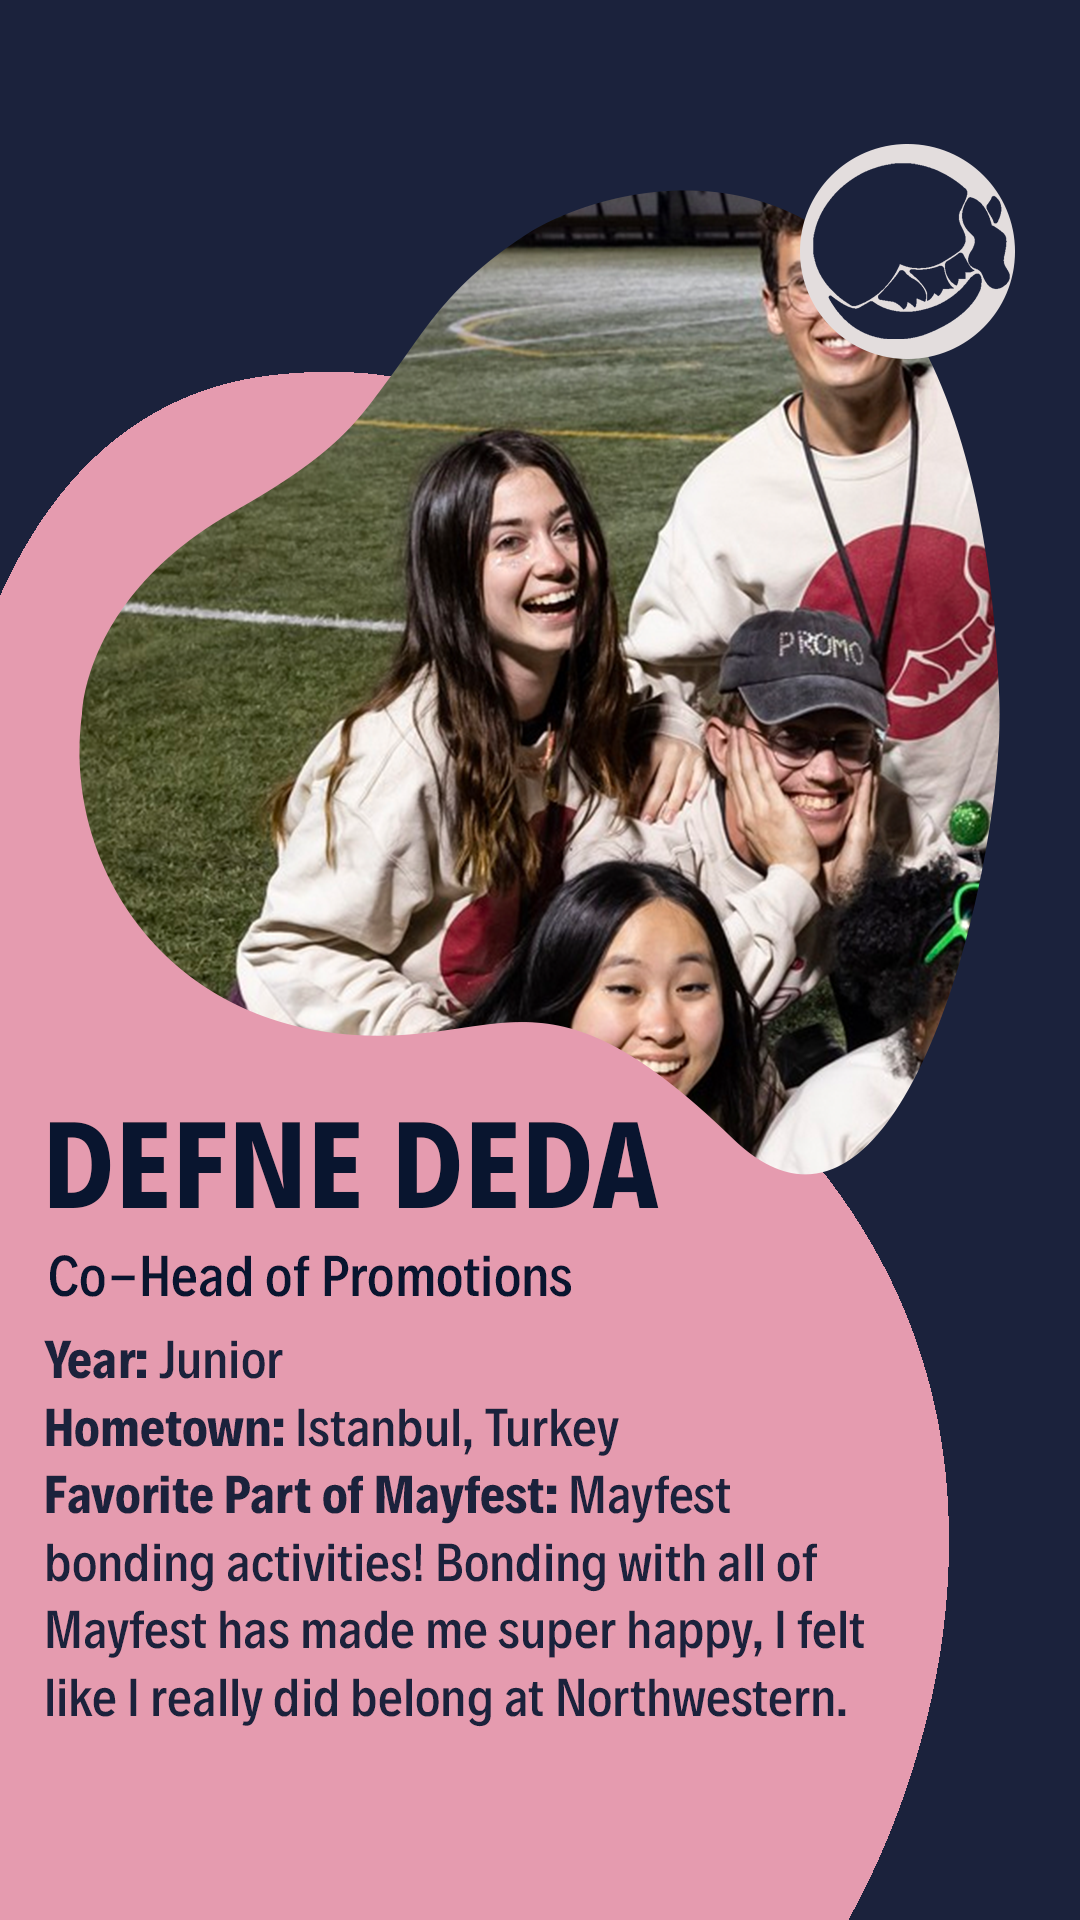 PROMO
DEFNE DEDA
Co–Head of Promotions
Year: Junior
Hometown: Istanbul, Turkey
Favorite Part of Mayfest: Mayfest
bonding activities! Bonding with all of
Mayfest has made me super happy, I felt
like I really did belong at Northwestern.